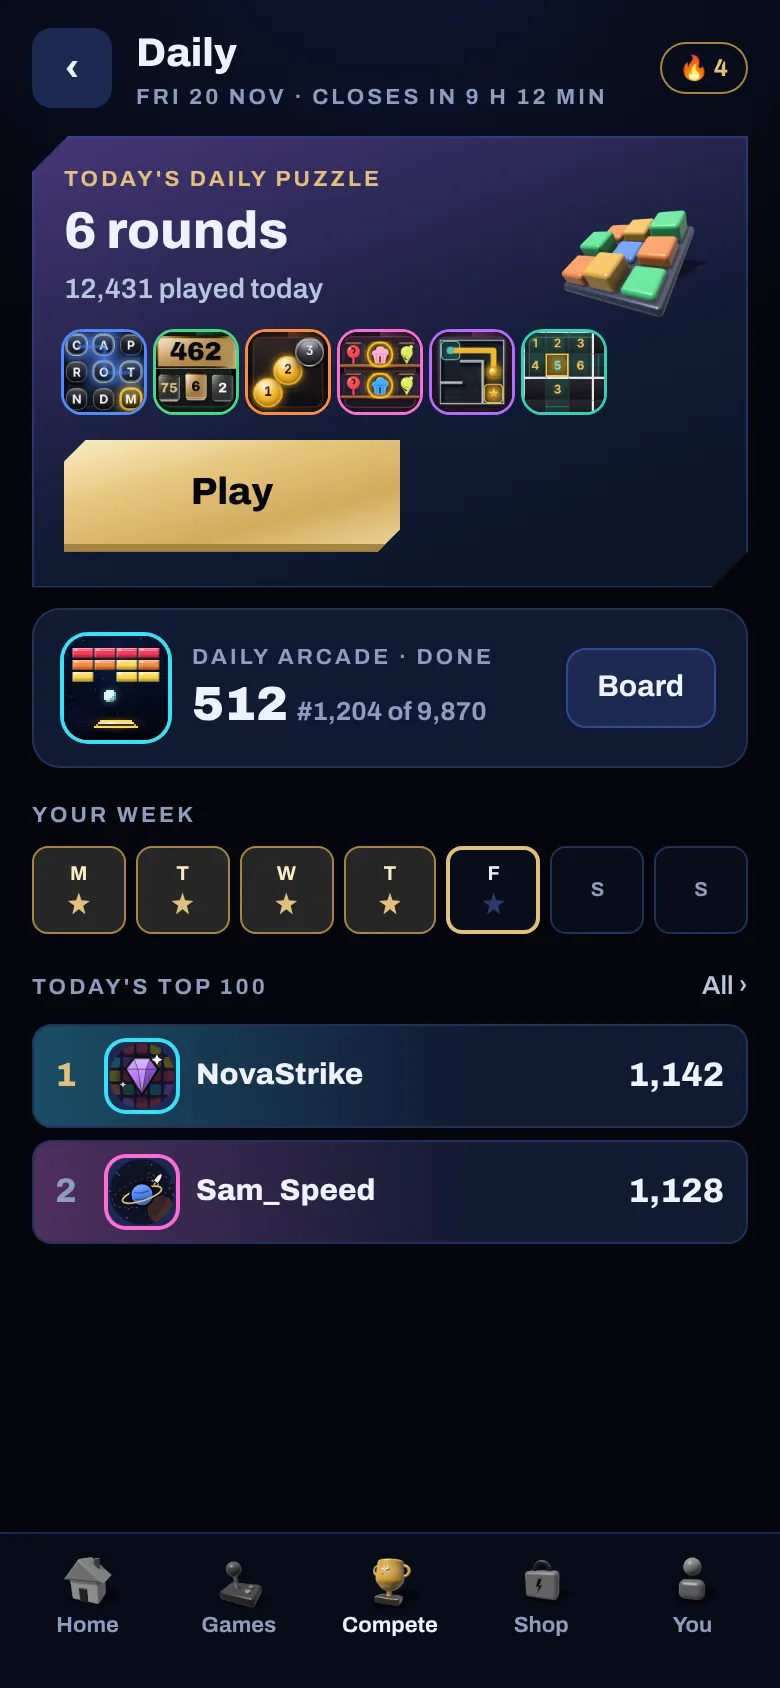 Daily
FRI 20 NOV · CLOSES IN 9 H 12 MIN
🔥 4
TODAY'S DAILY PUZZLE
6 rounds
12,431 played today
C A P
R O T
N D M
462
75 6 2
1 2 3
1 2 3
4 5 6
3
Play
DAILY ARCADE · DONE
512 #1,204 of 9,870
Board
YOUR WEEK
M T W T F S S
TODAY'S TOP 100
All ›
1 NovaStrike 1,142
2 Sam_Speed 1,128
Home Games Compete Shop You